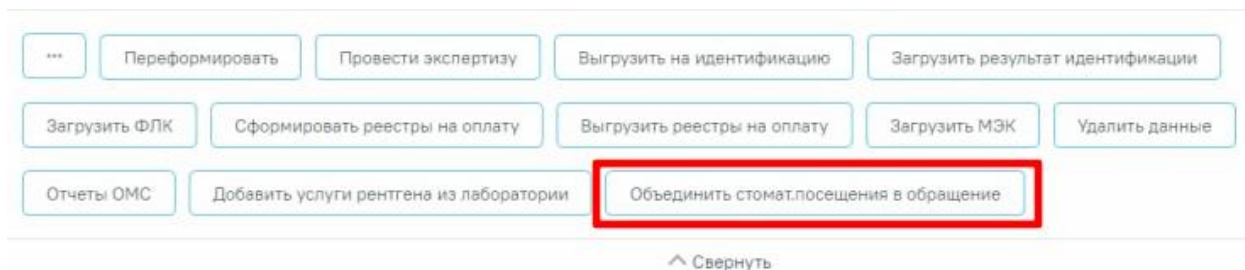 ... Переформировать Провести экспертизу Выгрузить на идентификацию Загрузить результат идентификации
Загрузить ФЛК Сформировать реестры на оплату Выгрузить реестры на оплату Загрузить МЭК Удалить данные
Отчеты ОМС Добавить услуги рентгена из лаборатории Объединить стомат.посещения в обращение
Свернуть